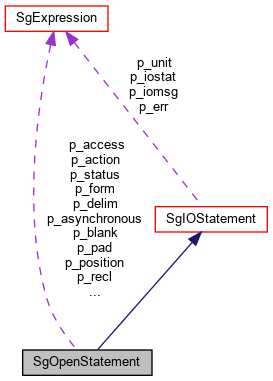 SgExpression
p_unit
p_iostat
p_iomsg
p_err
p_access
p_action
p_status
p_form
p_delim
p_asynchronous
p_blank
p_pad
p_position
p_recl
...
SgIOStatement
SgOpenStatement